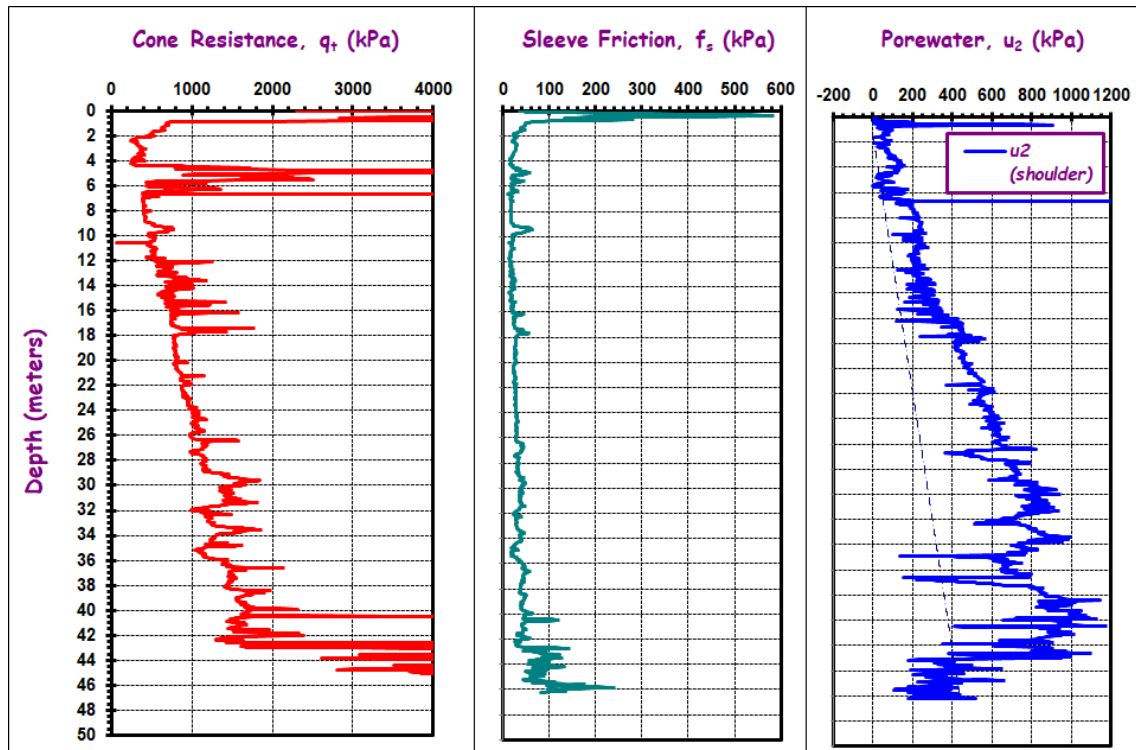 Cone Resistance, qₜ (kPa)
Sleeve Friction, fₛ (kPa)
Porewater, u₂ (kPa)
0 1000 2000 3000 4000
0 100 200 300 400 500 600
-200 0 200 400 600 800 1000 1200
Depth (meters)
0
2
4
6
8
10
12
14
16
18
20
22
24
26
28
30
32
34
36
38
40
42
44
46
48
50
u2
(shoulder)